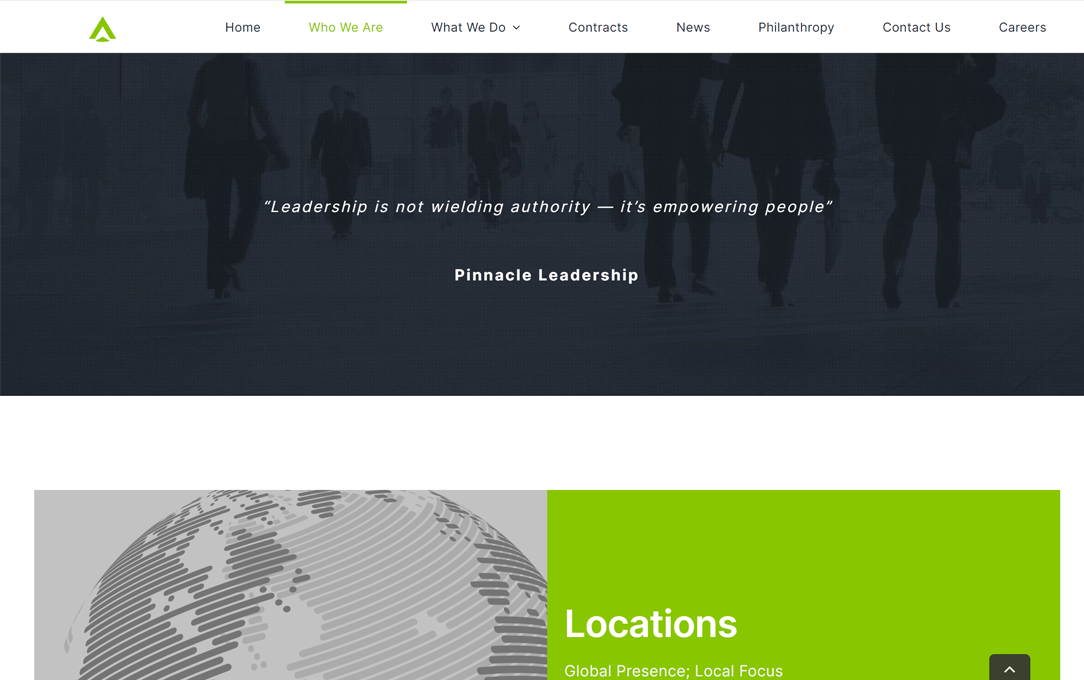 Home Who We Are What We Do Contracts News Philanthropy Contact Us Careers
“Leadership is not wielding authority — it’s empowering people”
Pinnacle Leadership
Locations
Global Presence; Local Focus